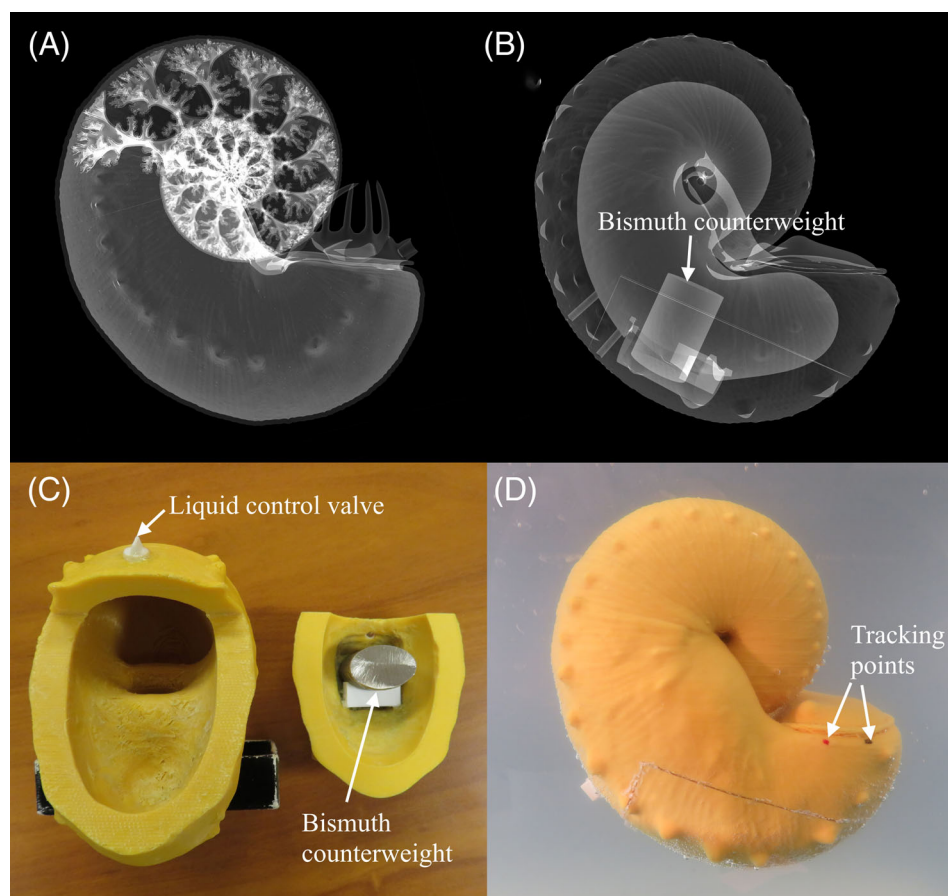 (A)
(B)
Bismuth counterweight
(C)
Liquid control valve
Bismuth
counterweight
(D)
Tracking
points